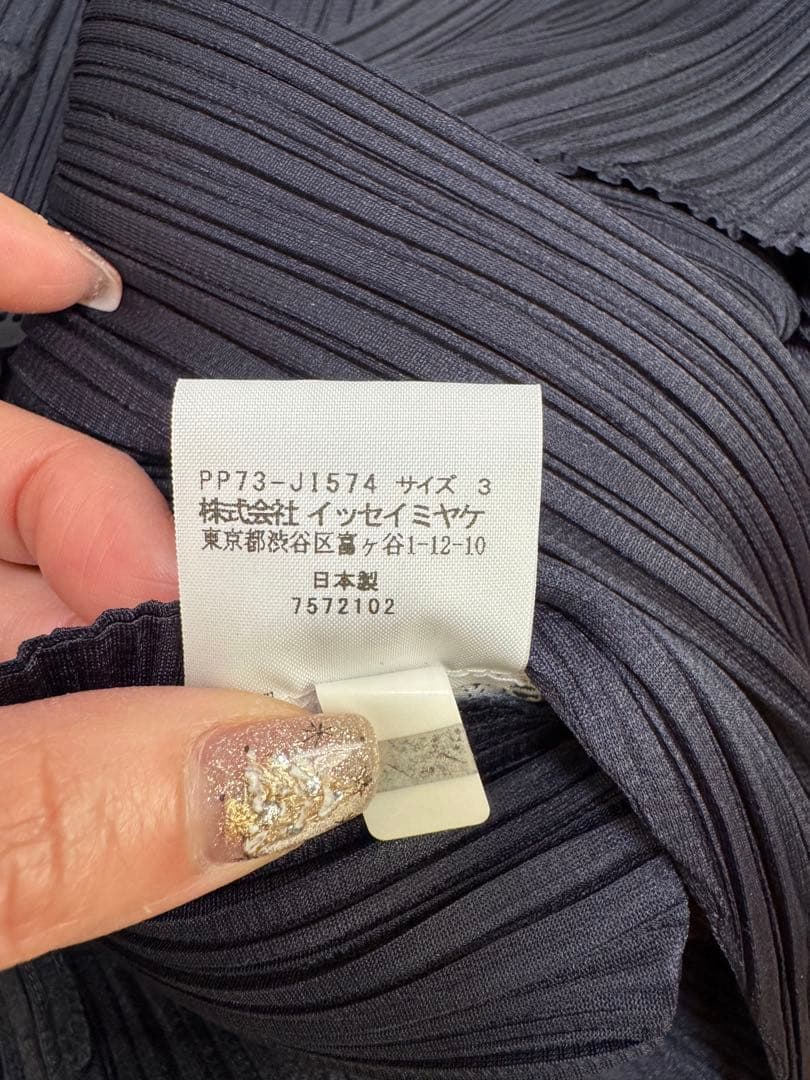 PP73-JI574 サイズ 3
株式会社 イッセイミヤケ
東京都渋谷区富ヶ谷1-12-10
日本製
7572102